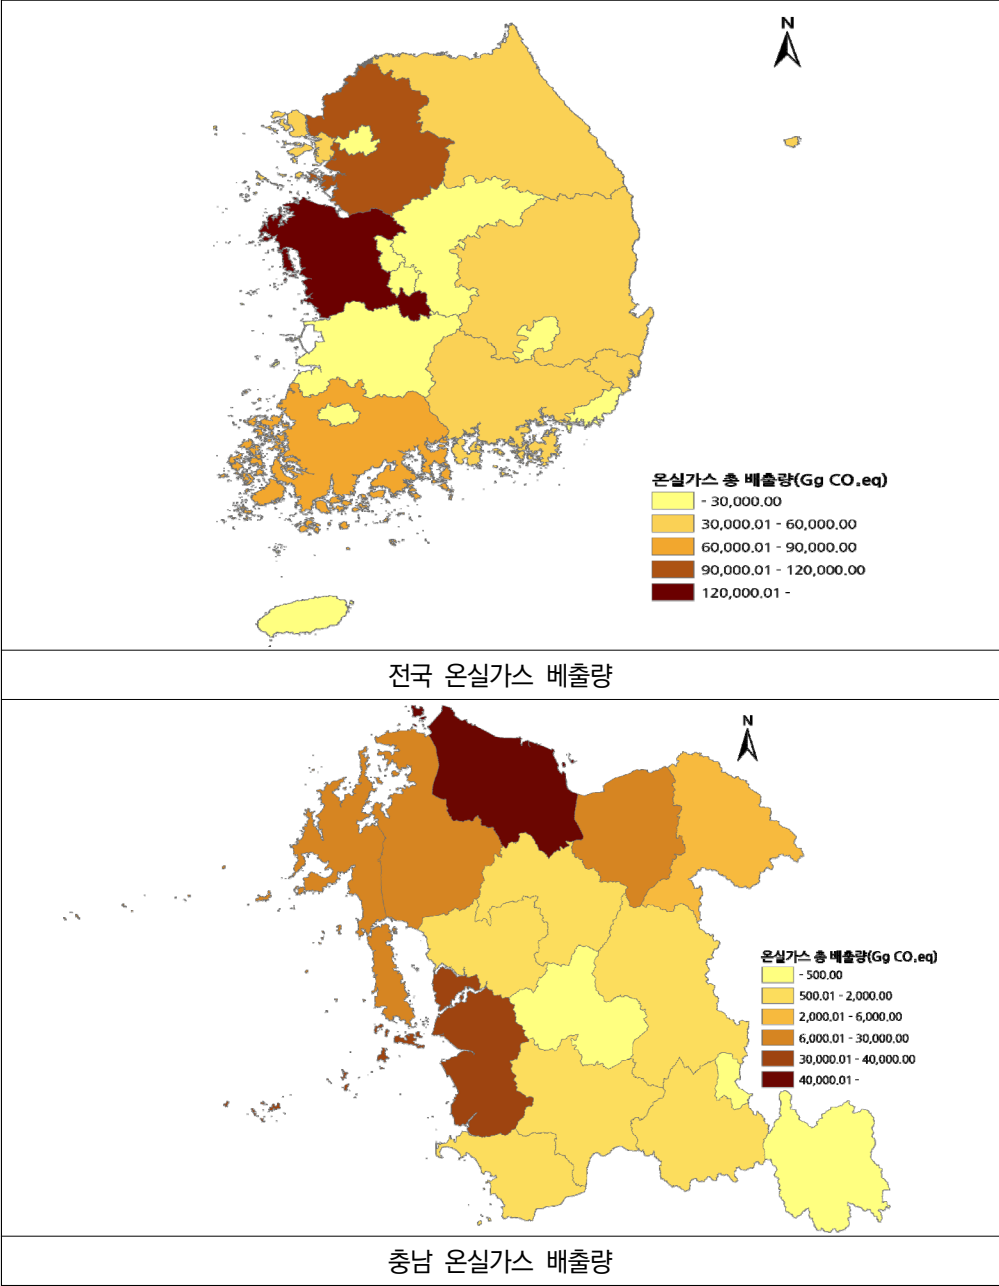 N
온실가스 총 배출량(Gg CO₂eq)
- 30,000.00
30,000.01 - 60,000.00
60,000.01 - 90,000.00
90,000.01 - 120,000.00
120,000.01 -
전국 온실가스 베출량
N
온실가스 총 배출량(Gg CO₂eq)
- 500.00
500.01 - 2,000.00
2,000.01 - 6,000.00
6,000.01 - 30,000.00
30,000.01 - 40,000.00
40,000.01 -
충남 온실가스 배출량